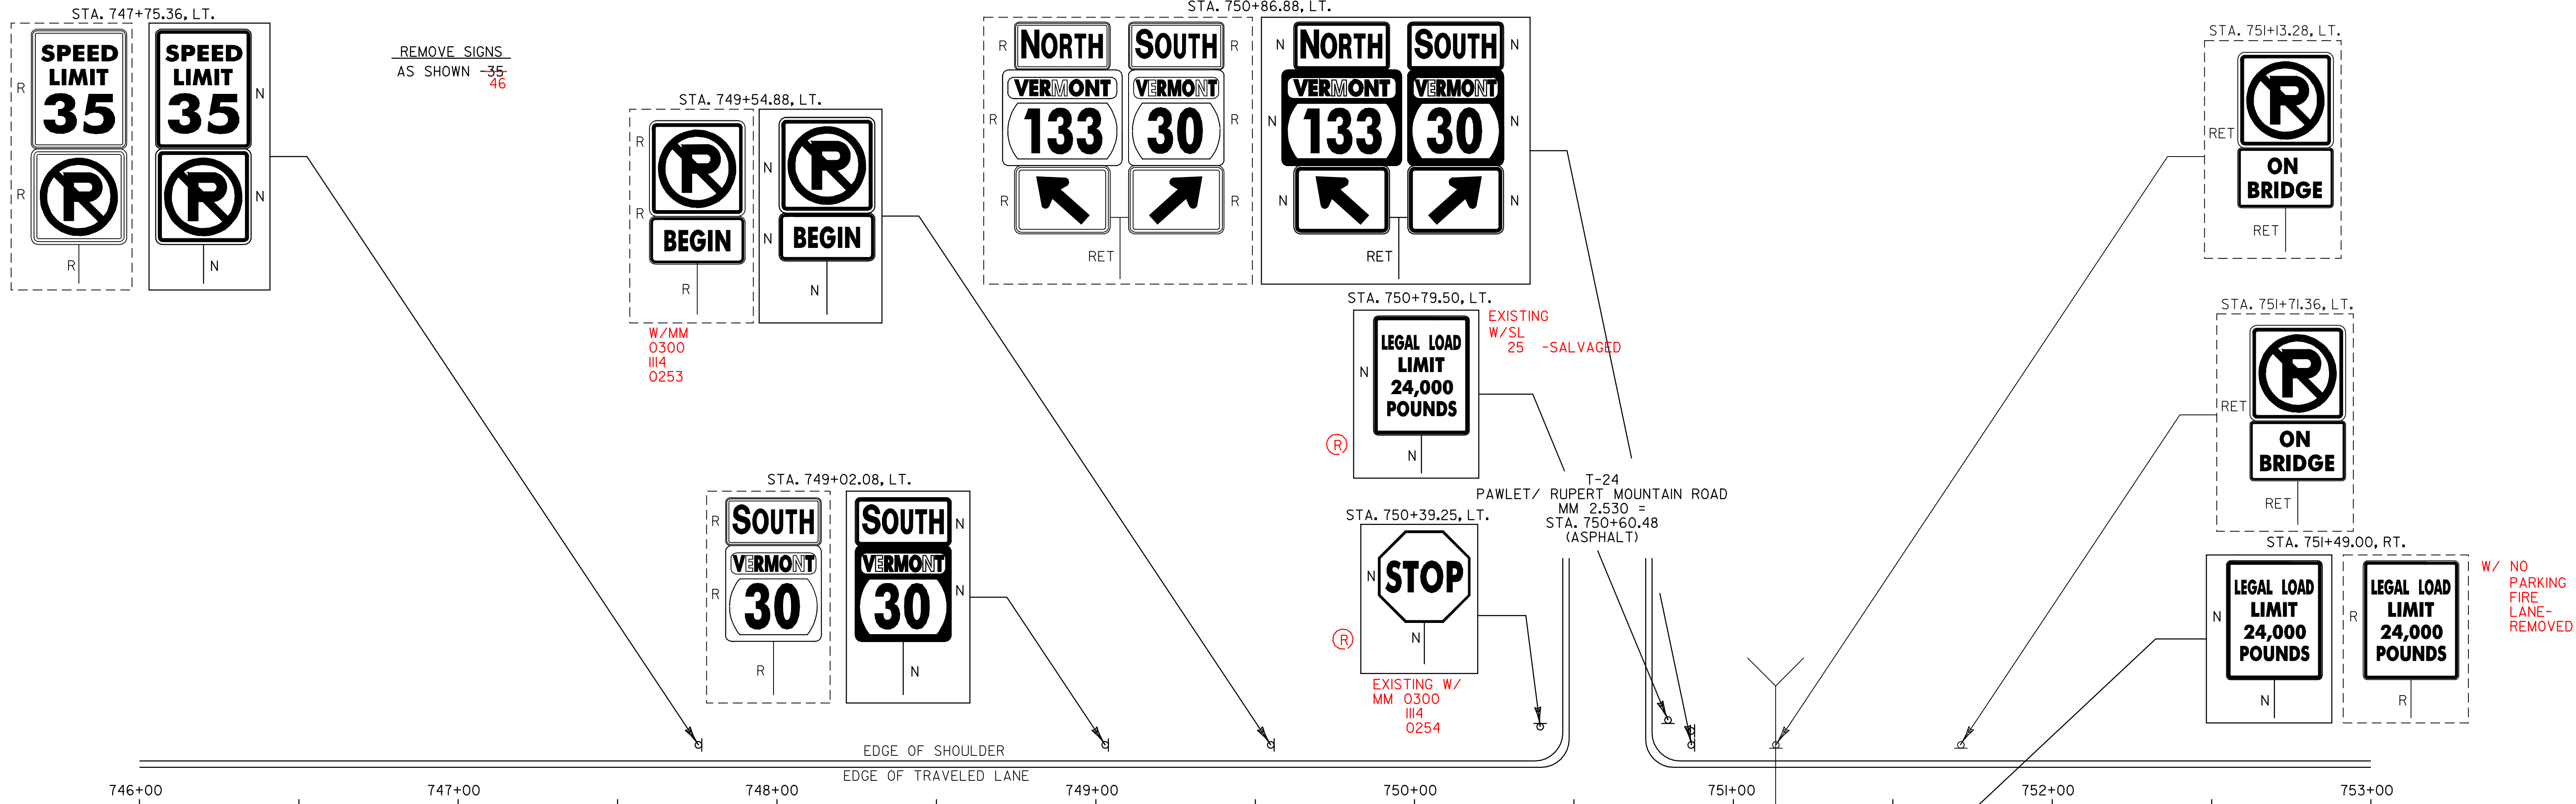 STA. 747+75.36, LT.
R
SPEED
LIMIT
35
R
R
R
SPEED
LIMIT
35
N
R
N
N
REMOVE SIGNS
AS SHOWN -35
46
STA. 749+54.88, LT.
R
R
R
BEGIN
R
W/MM
0300
1114
0253
N
R
N
BEGIN
N
STA. 749+02.08, LT.
R
SOUTH
R
VERMONT
30
R
SOUTH
N
VERMONT
N
30
N
STA. 750+86.88, LT.
R
NORTH
SOUTH
R
VERMONT
VERMONT
R
133
30
R
R
R
RET
N
NORTH
SOUTH
N
VERMONT
VERMONT
N
133
30
N
N
N
RET
STA. 750+79.50, LT.
LEGAL LOAD
LIMIT
24,000
POUNDS
N
N
R
EXISTING
W/SL
25 -SALVAGED
T-24
PAWLET/ RUPERT MOUNTAIN ROAD
MM 2.530 =
STA. 750+60.48
(ASPHALT)
STA. 750+39.25, LT.
N
STOP
N
R
EXISTING W/
MM 0300
1114
0254
STA. 751+13.28, LT.
R
RET
ON
BRIDGE
RET
STA. 751+71.36, LT.
R
RET
ON
BRIDGE
RET
STA. 751+49.00, RT.
N
LEGAL LOAD
LIMIT
24,000
POUNDS
N
R
LEGAL LOAD
LIMIT
24,000
POUNDS
R
W/ NO
PARKING
FIRE
LANE-
REMOVED
EDGE OF SHOULDER
EDGE OF TRAVELED LANE
746+00 747+00 748+00 749+00 750+00 751+00 752+00 753+00